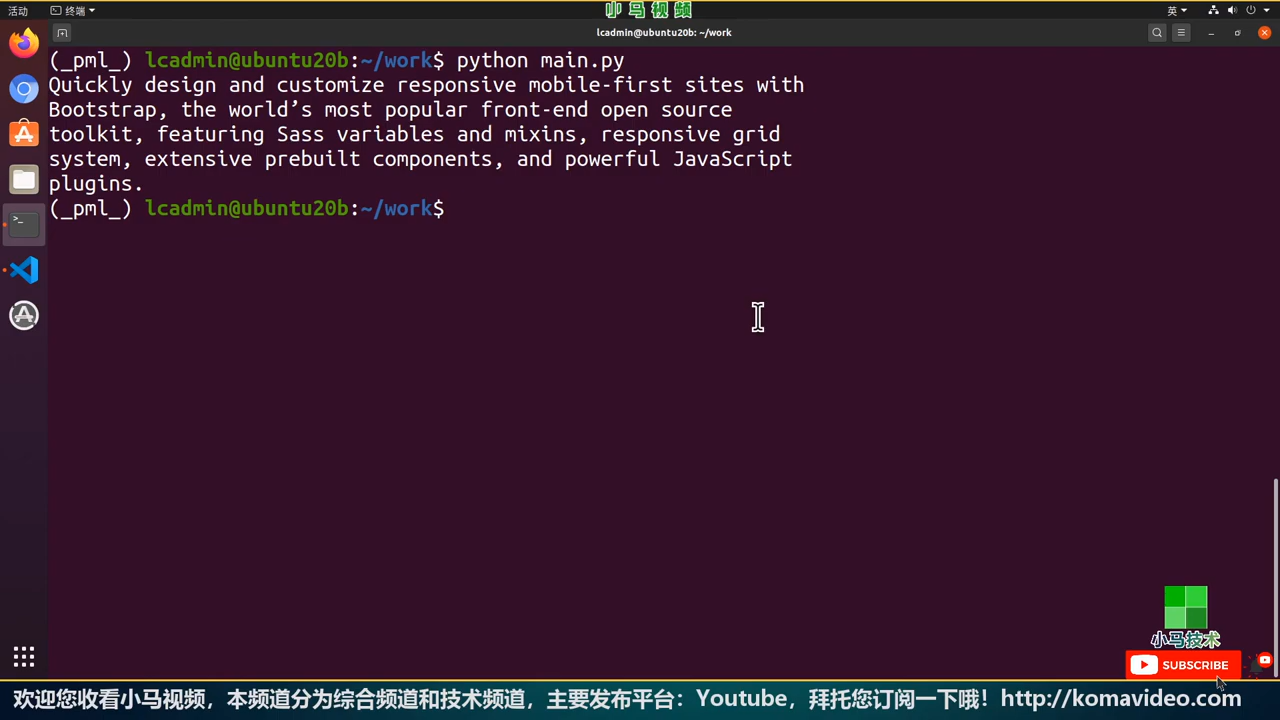 小马视频
活动 终端 英
lcadmin@ubuntu20b: ~/work
(_pml_) lcadmin@ubuntu20b:~/work$ python main.py
Quickly design and customize responsive mobile-first sites with
Bootstrap, the world’s most popular front-end open source
toolkit, featuring Sass variables and mixins, responsive grid
system, extensive prebuilt components, and powerful JavaScript
plugins.
(_pml_) lcadmin@ubuntu20b:~/work$
小马技术
SUBSCRIBE
欢迎您收看小马视频，本频道分为综合频道和技术频道，主要发布平台：Youtube，拜托您订阅一下哦！http://komavideo.com